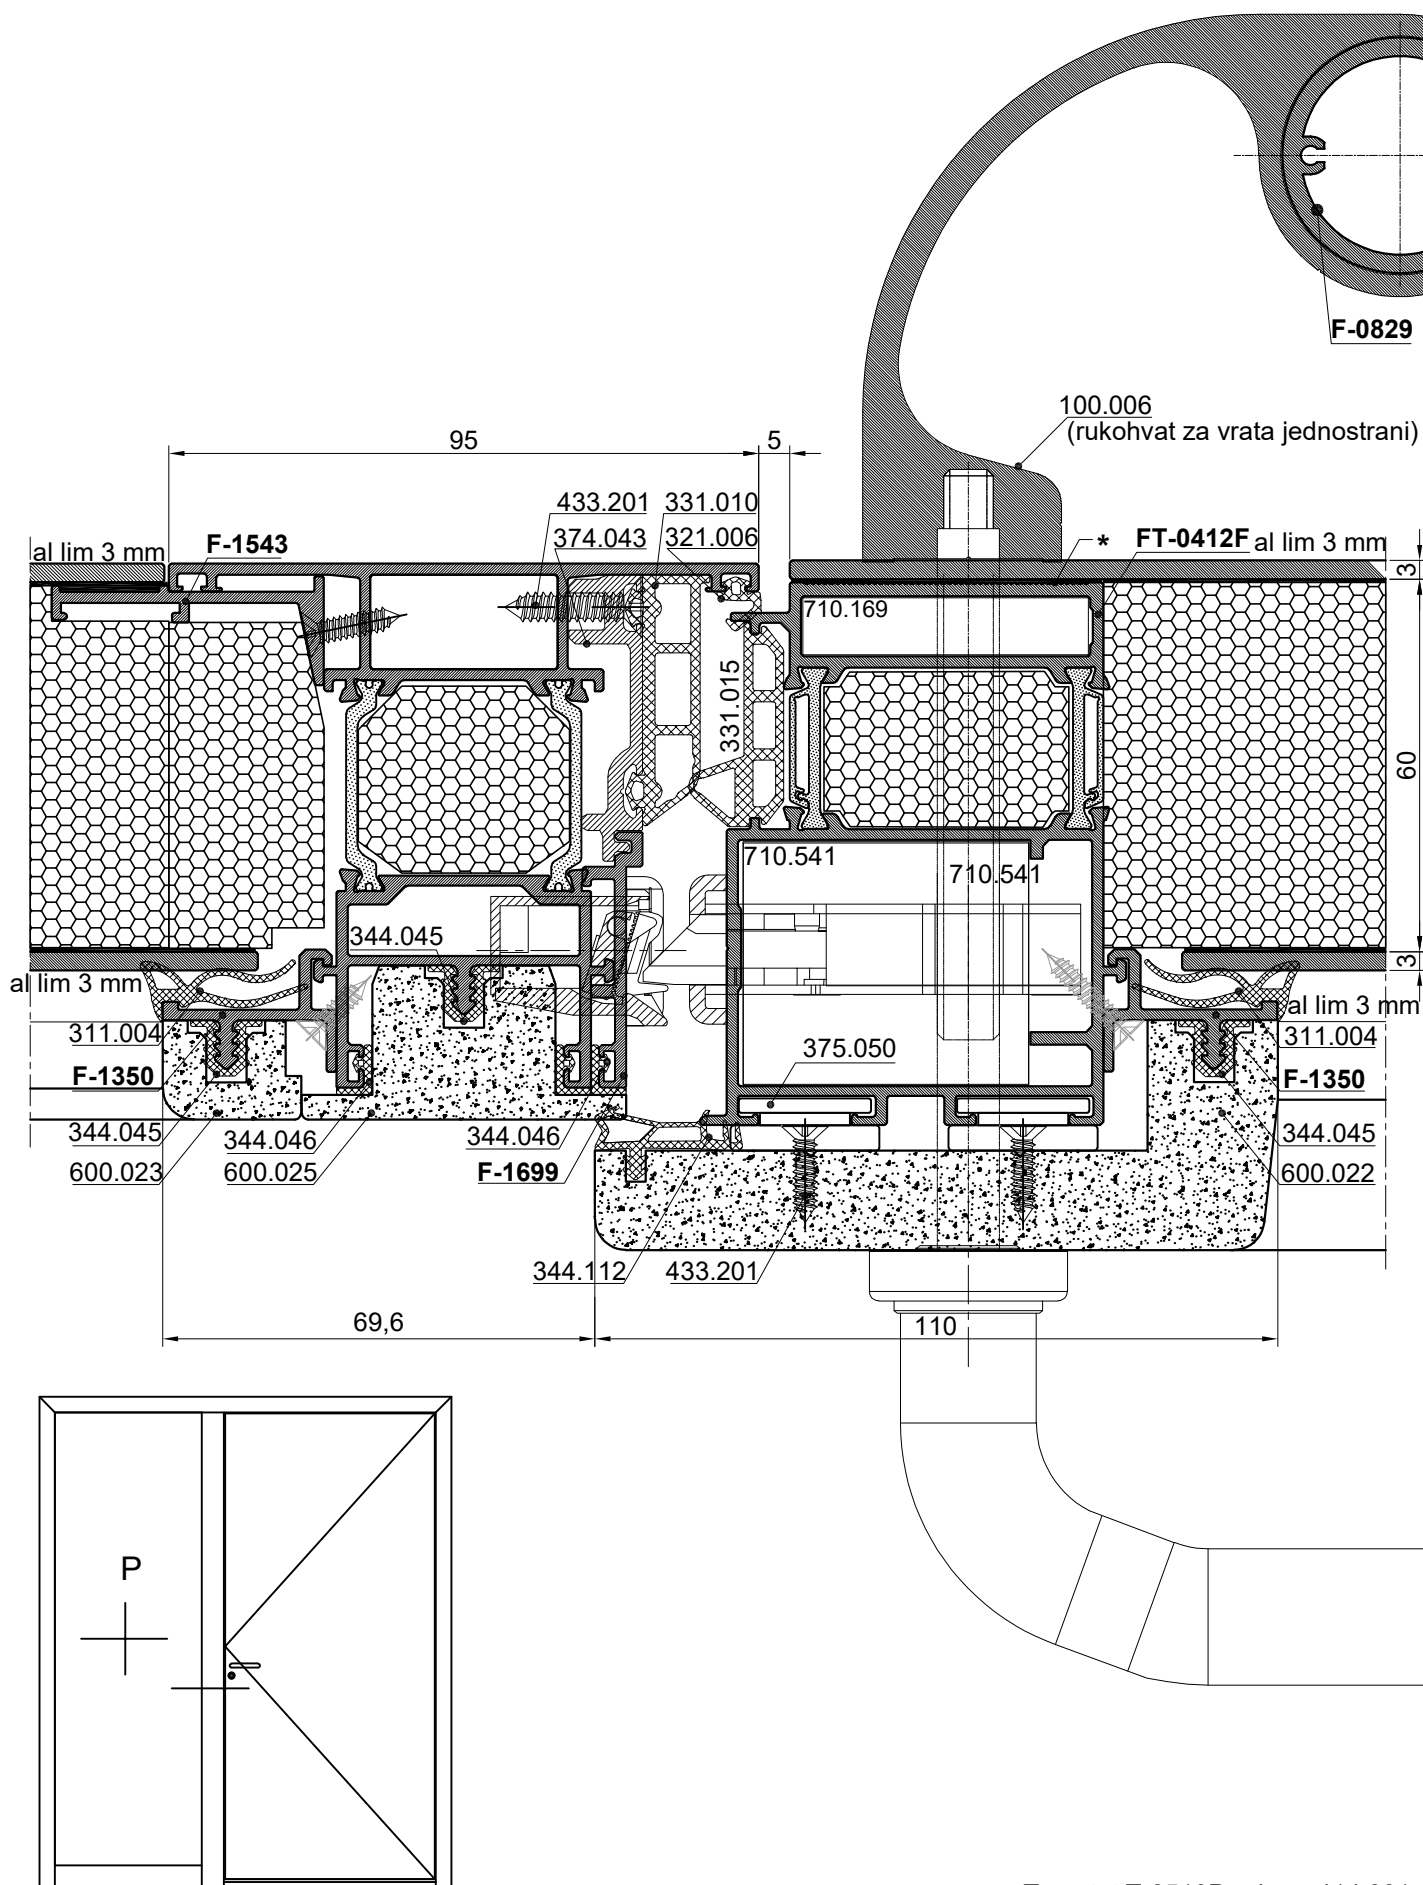 F-0829
100.006
(rukohvat za vrata jednostrani)
95
5
433.201
331.010
374.043
321.006
al lim 3 mm
F-1543
*
FT-0412F
al lim 3 mm
3
710.169
331.015
60
710.541
710.541
344.045
3
al lim 3 mm
al lim 3 mm
311.004
375.050
311.004
F-1350
F-1350
344.045
344.046
344.046
344.045
600.023
600.025
F-1699
600.022
344.112
433.201
69,6
110
P